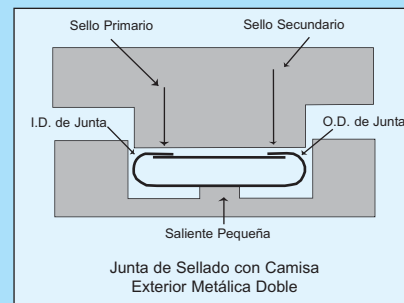 Sello Primario
Sello Secundario
I.D. de Junta
O.D. de Junta
Saliente Pequeña
Junta de Sellado con Camisa
Exterior Metálica Doble